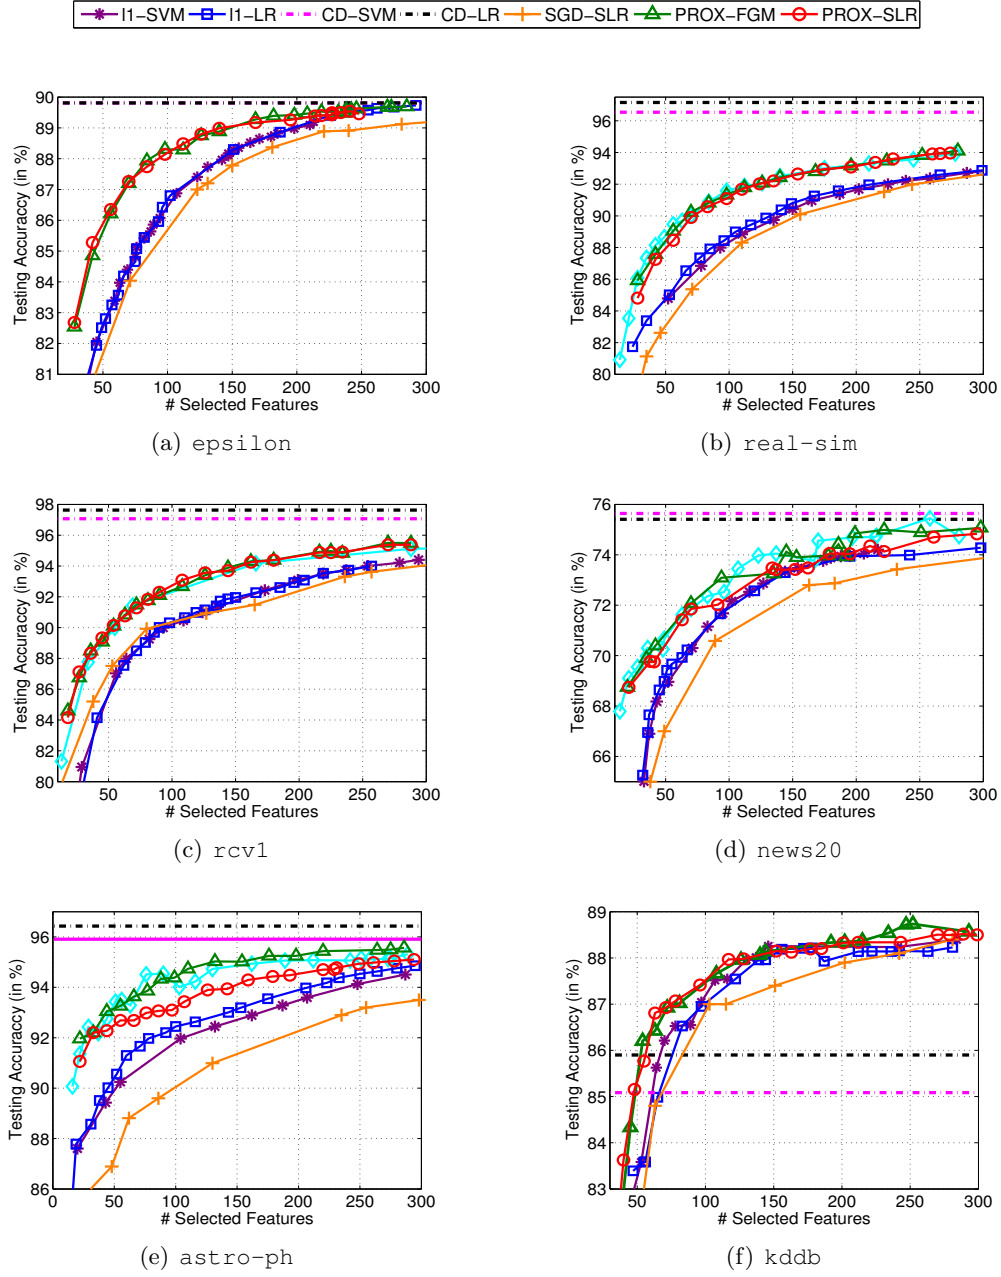 l1-SVM l1-LR CD-SVM CD-LR SGD-SLR PROX-FGM PROX-SLR
90
89
88
87
86
85
84
83
82
81
50 100 150 200 250 300
Testing Accuraccy (in %)
# Selected Features
(a) epsilon
96
94
92
90
88
86
84
82
80
50 100 150 200 250 300
Testing Accuraccy (in %)
# Selected Features
(b) real-sim
98
96
94
92
90
88
86
84
82
80
50 100 150 200 250 300
Testing Accuraccy (in %)
# Selected Features
(c) rcv1
76
74
72
70
68
66
50 100 150 200 250 300
Testing Accuraccy (in %)
# Selected Features
(d) news20
96
94
92
90
88
86
0 50 100 150 200 250 300
Testing Accuraccy (in %)
# Selected Features
(e) astro-ph
89
88
87
86
85
84
83
50 100 150 200 250 300
Testing Accuraccy (in %)
# Selected Features
(f) kddb